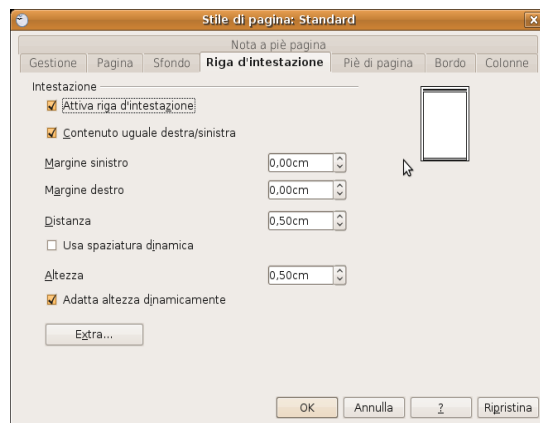 Stile di pagina: Standard
Nota a piè pagina
Gestione Pagina Sfondo Riga d'intestazione Piè di pagina Bordo Colonne
Intestazione
Attiva riga d'intestazione
Contenuto uguale destra/sinistra
Margine sinistro 0,00cm
Margine destro 0,00cm
Distanza 0,50cm
Usa spaziatura dinamica
Altezza 0,50cm
Adatta altezza dinamicamente
Extra...
OK Annulla ? Ripristina